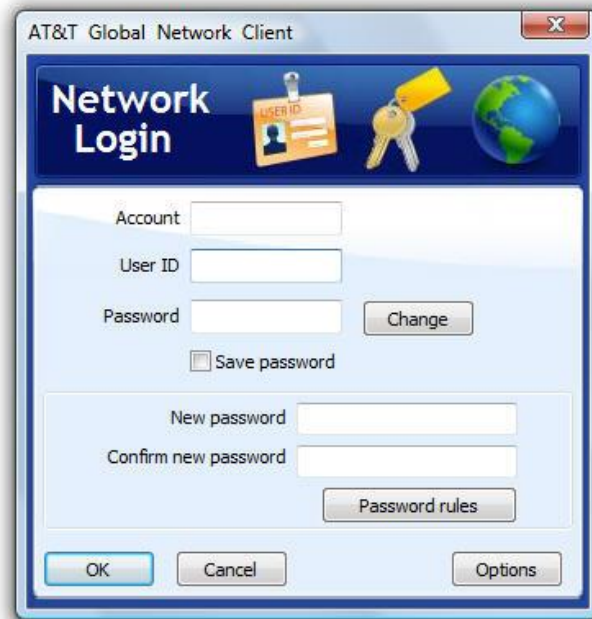 AT&T Global Network Client
Network
Login
USER ID
Account
User ID
Password
Change
Save password
New password
Confirm new password
Password rules
OK
Cancel
Options